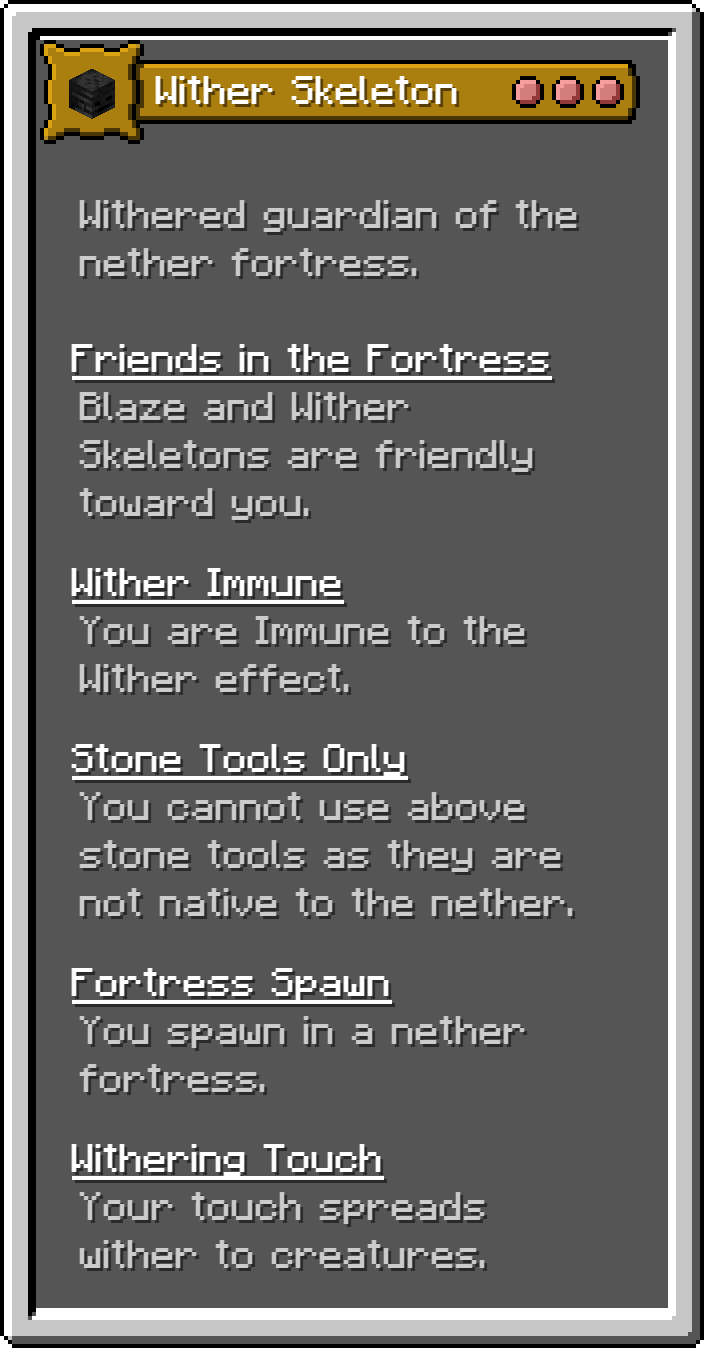 Wither Skeleton
Withered guardian of the
nether fortress.
Friends in the Fortress
Blaze and Wither
Skeletons are friendly
toward you.
Wither Immune
You are Immune to the
Wither effect.
Stone Tools Only
You cannot use above
stone tools as they are
not native to the nether.
Fortress Spawn
You spawn in a nether
fortress.
Withering Touch
Your touch spreads
wither to creatures.